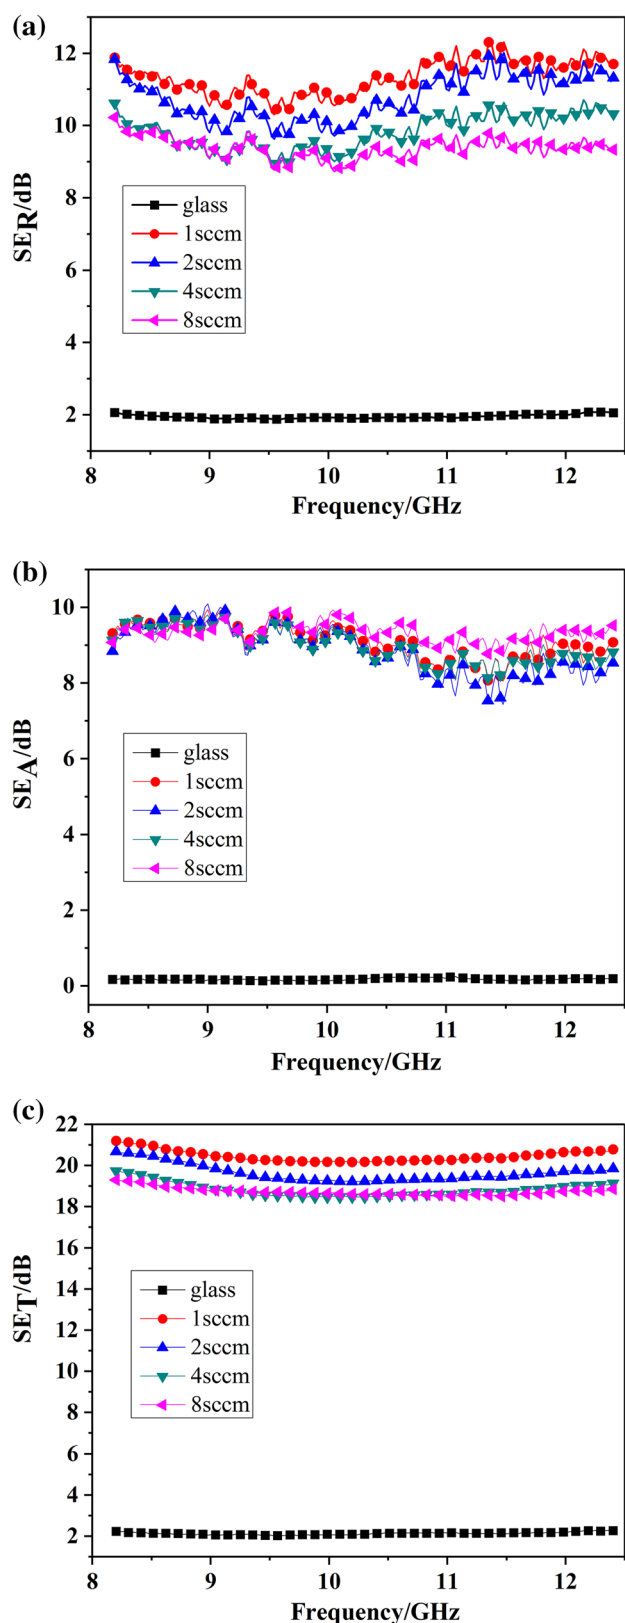 (a)
12
10
8
6
4
2
SER/dB
glass
1sccm
2sccm
4sccm
8sccm
8
9
10
11
12
Frequency/GHz
(b)
10
8
6
4
2
0
SEA/dB
glass
1sccm
2sccm
4sccm
8sccm
8
9
10
11
12
Frequency/GHz
(c)
22
20
18
16
14
12
10
8
6
4
2
SET/dB
glass
1sccm
2sccm
4sccm
8sccm
8
9
10
11
12
Frequency/GHz